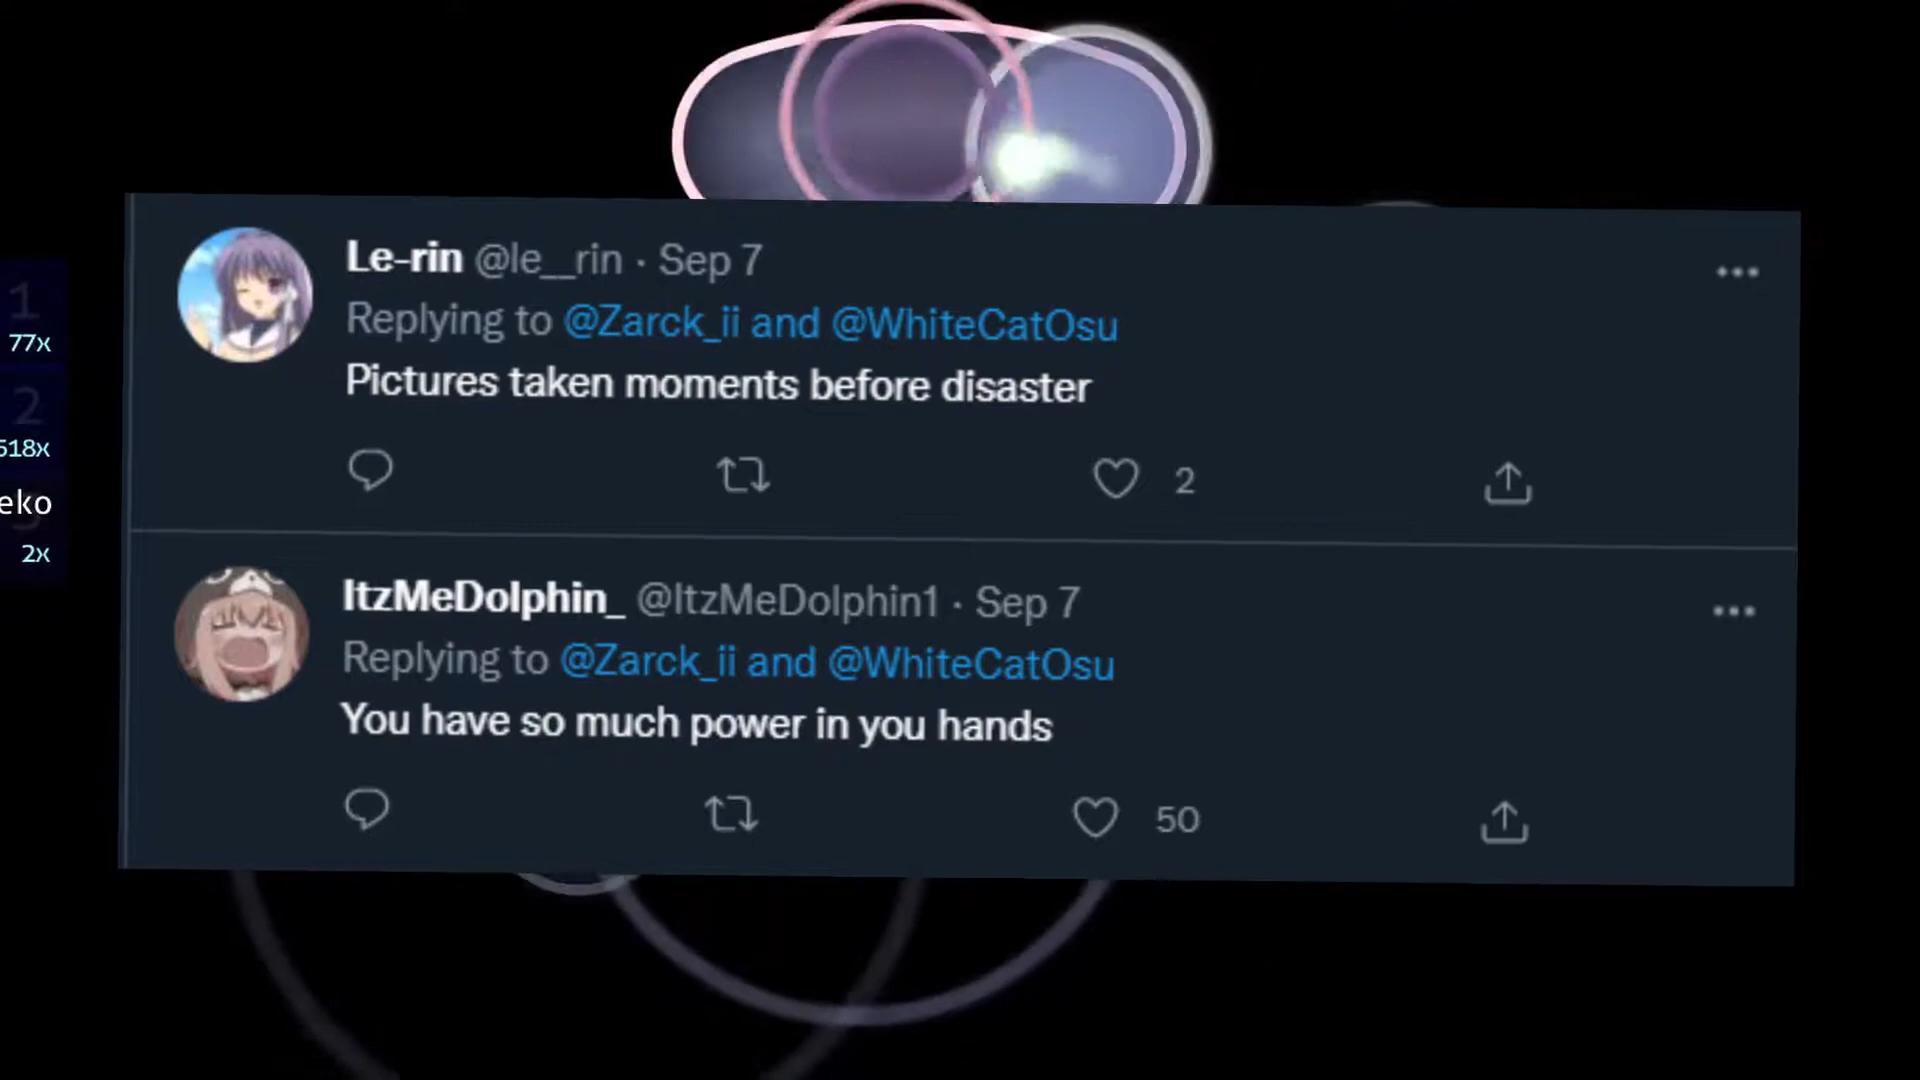 Le-rin @le__rin · Sep 7
Replying to @Zarck_ii and @WhiteCatOsu
Pictures taken moments before disaster
2
ItzMeDolphin_ @ItzMeDolphin1 · Sep 7
Replying to @Zarck_ii and @WhiteCatOsu
You have so much power in you hands
50
1
77x
2
518x
eko
3
2x